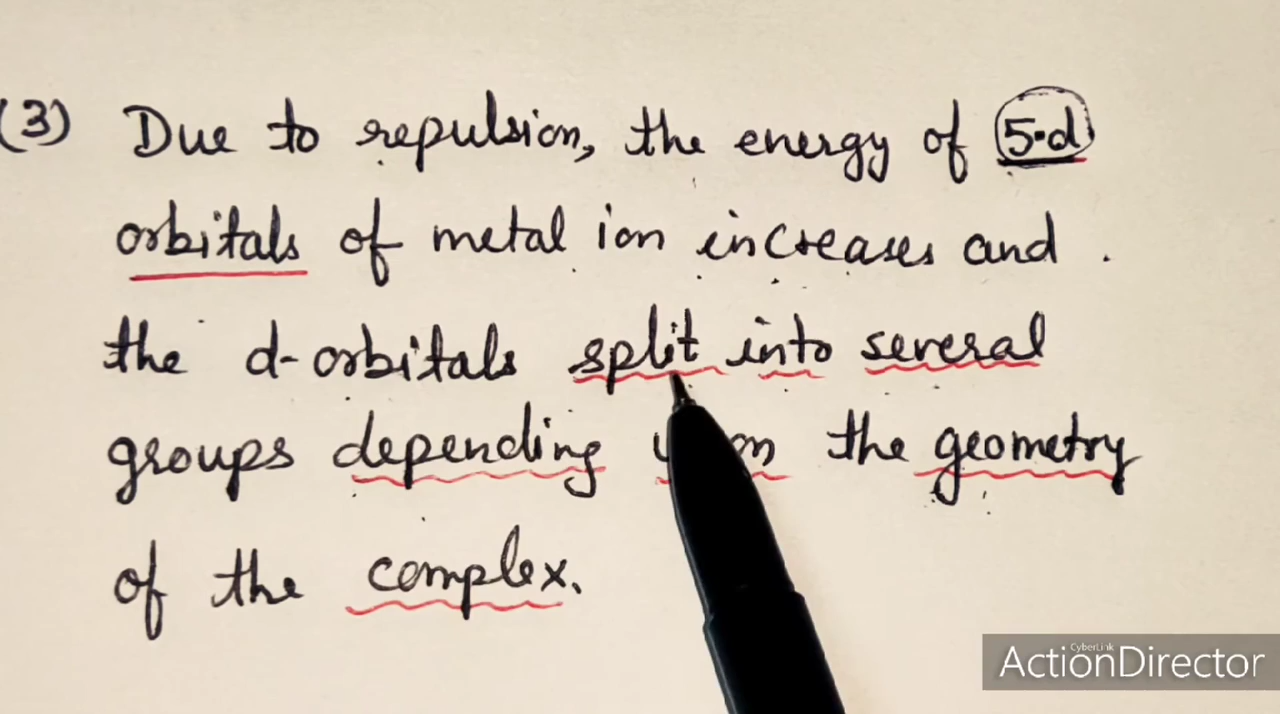 (3) Due to repulsion, the energy of 5-d
orbitals of metal ion increases and
the d-orbitals split into several
groups depending the geometry
of the complex.
CyberLink
ActionDirector